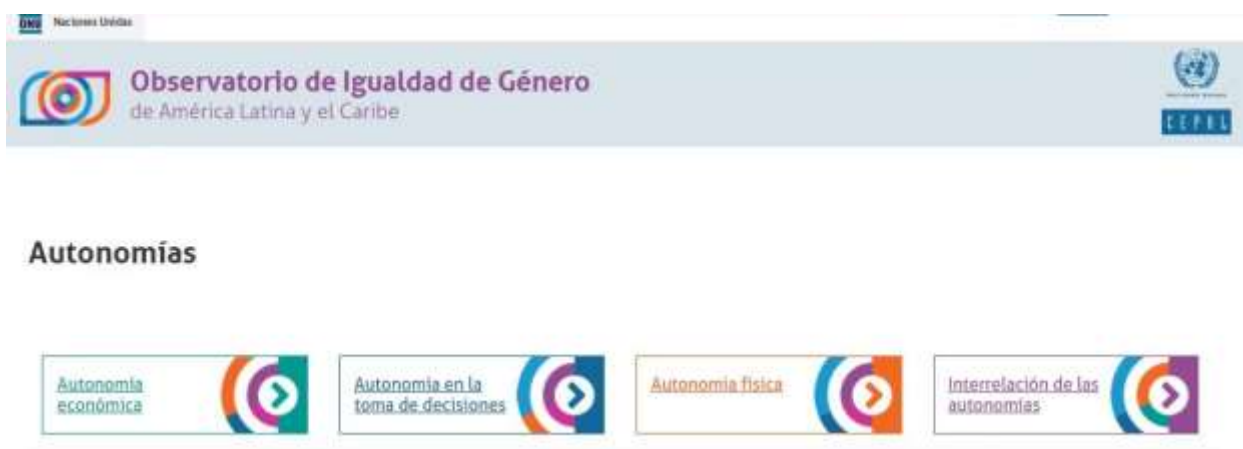 ONU Naciones Unidas
Observatorio de Igualdad de Género
de América Latina y el Caribe
CEPAL
Autonomías
Autonomía
económica
Autonomía en la
toma de decisiones
Autonomía física
Interrelación de las
autonomías